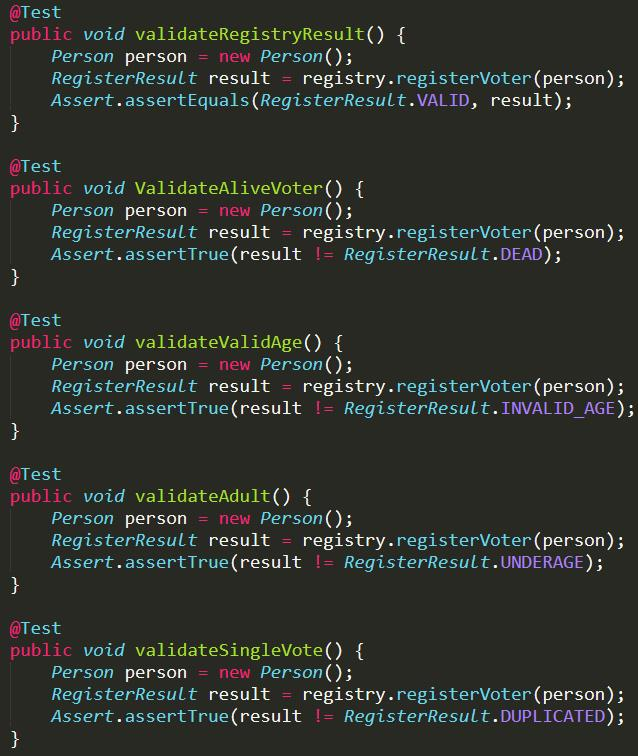 @Test
public void validateRegistryResult() {
    Person person = new Person();
    RegisterResult result = registry.registerVoter(person);
    Assert.assertEquals(RegisterResult.VALID, result);
}

@Test
public void ValidateAliveVoter() {
    Person person = new Person();
    RegisterResult result = registry.registerVoter(person);
    Assert.assertTrue(result != RegisterResult.DEAD);
}

@Test
public void validateValidAge() {
    Person person = new Person();
    RegisterResult result = registry.registerVoter(person);
    Assert.assertTrue(result != RegisterResult.INVALID_AGE);
}

@Test
public void validateAdult() {
    Person person = new Person();
    RegisterResult result = registry.registerVoter(person);
    Assert.assertTrue(result != RegisterResult.UNDERAGE);
}

@Test
public void validateSingleVote() {
    Person person = new Person();
    RegisterResult result = registry.registerVoter(person);
    Assert.assertTrue(result != RegisterResult.DUPLICATED);
}